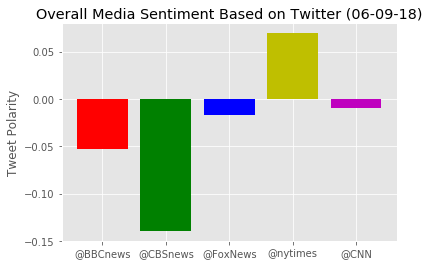 Overall Media Sentiment Based on Twitter (06-09-18)
Tweet Polarity
0.05
0.00
−0.05
−0.10
−0.15
@BBCnews @CBSnews @FoxNews @nytimes @CNN